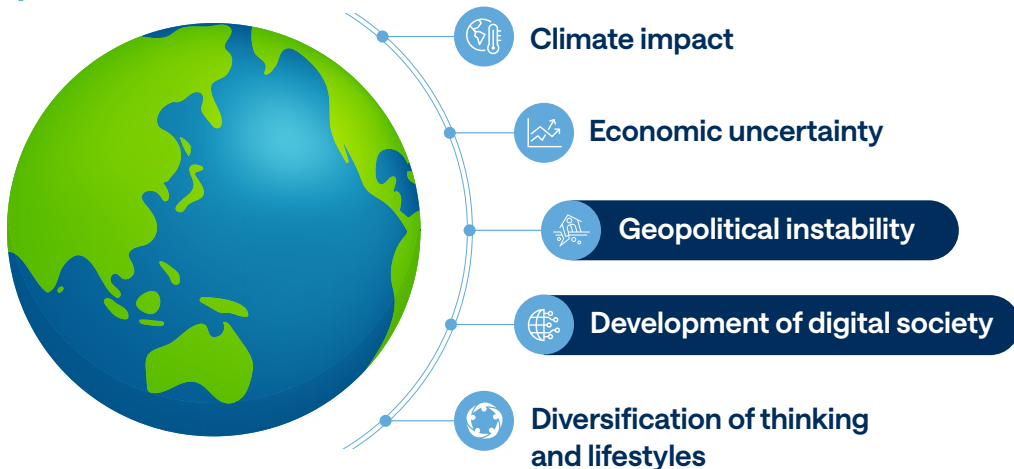 Climate impact
Economic uncertainty
Geopolitical instability
Development of digital society
Diversification of thinking
and lifestyles